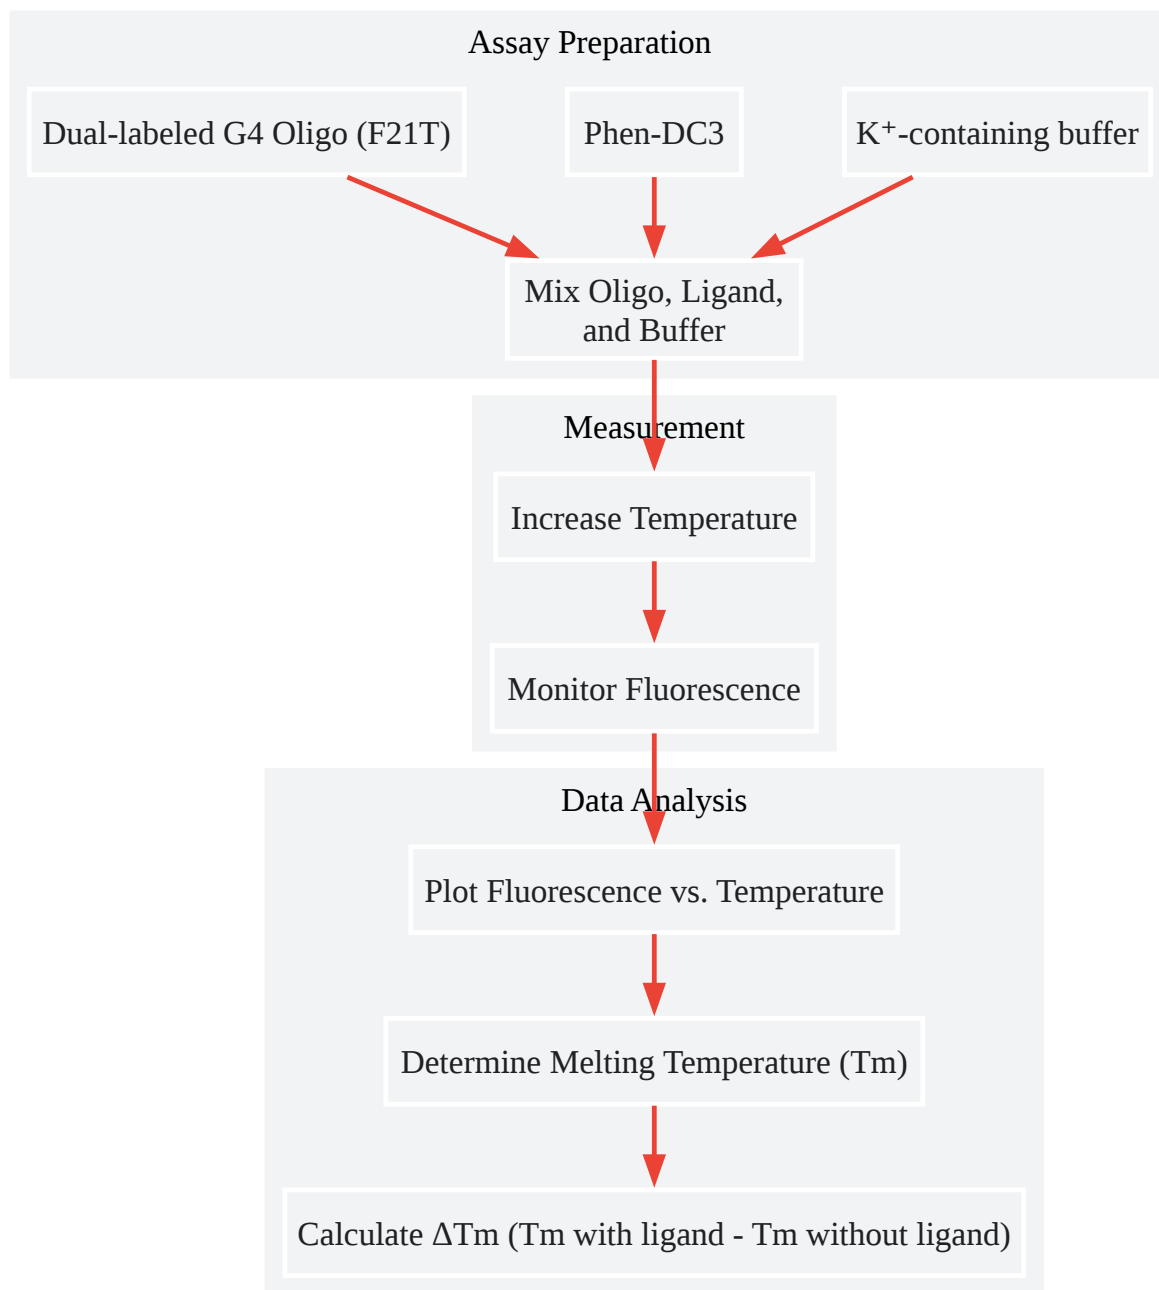 Assay Preparation
Dual-labeled G4 Oligo (F21T)
Phen-DC3
K⁺-containing buffer
Mix Oligo, Ligand,
and Buffer
Measurement
Increase Temperature
Monitor Fluorescence
Data Analysis
Plot Fluorescence vs. Temperature
Determine Melting Temperature (Tm)
Calculate ΔTm (Tm with ligand - Tm without ligand)